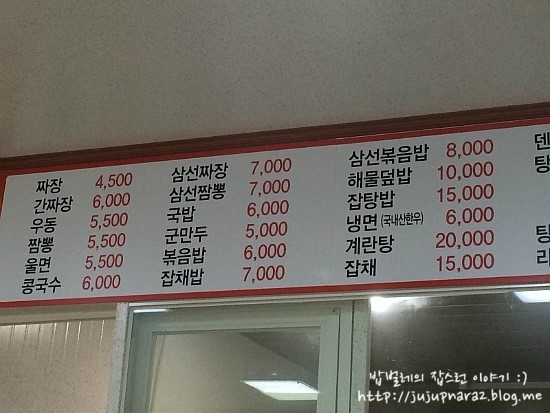 짜장 4,500
간짜장 6,000
우동 5,500
짬뽕 5,500
울면 5,500
콩국수 6,000
삼선짜장 7,000
삼선짬뽕 7,000
국밥 6,000
군만두 5,000
볶음밥 6,000
잡채밥 7,000
삼선볶음밥 8,000
해물덮밥 10,000
잡탕밥 15,000
냉면 (국내산한우) 6,000
계란탕 20,000
잡채 15,000
덴
탕
탕
밥벌레의 잡스런 이야기 :)
http://jujupnara2.blog.me